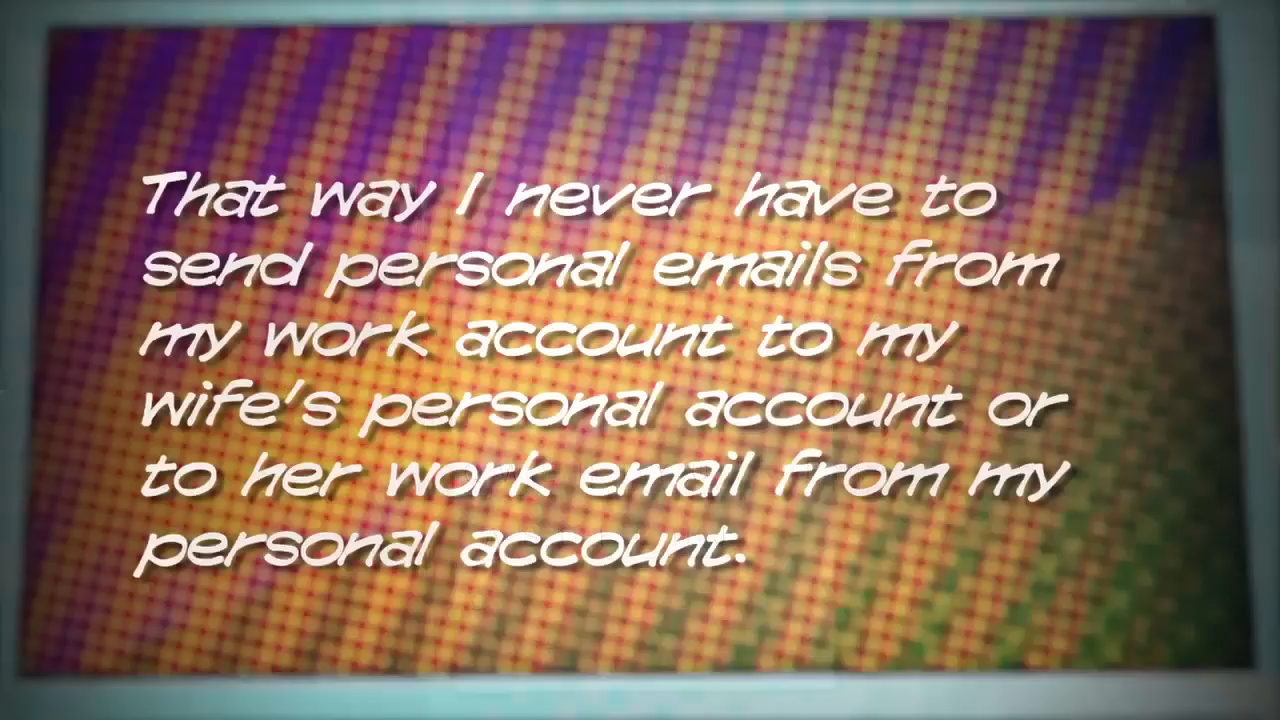 That way I never have to
send personal emails from
my work account to my
wife's personal account or
to her work email from my
personal account.